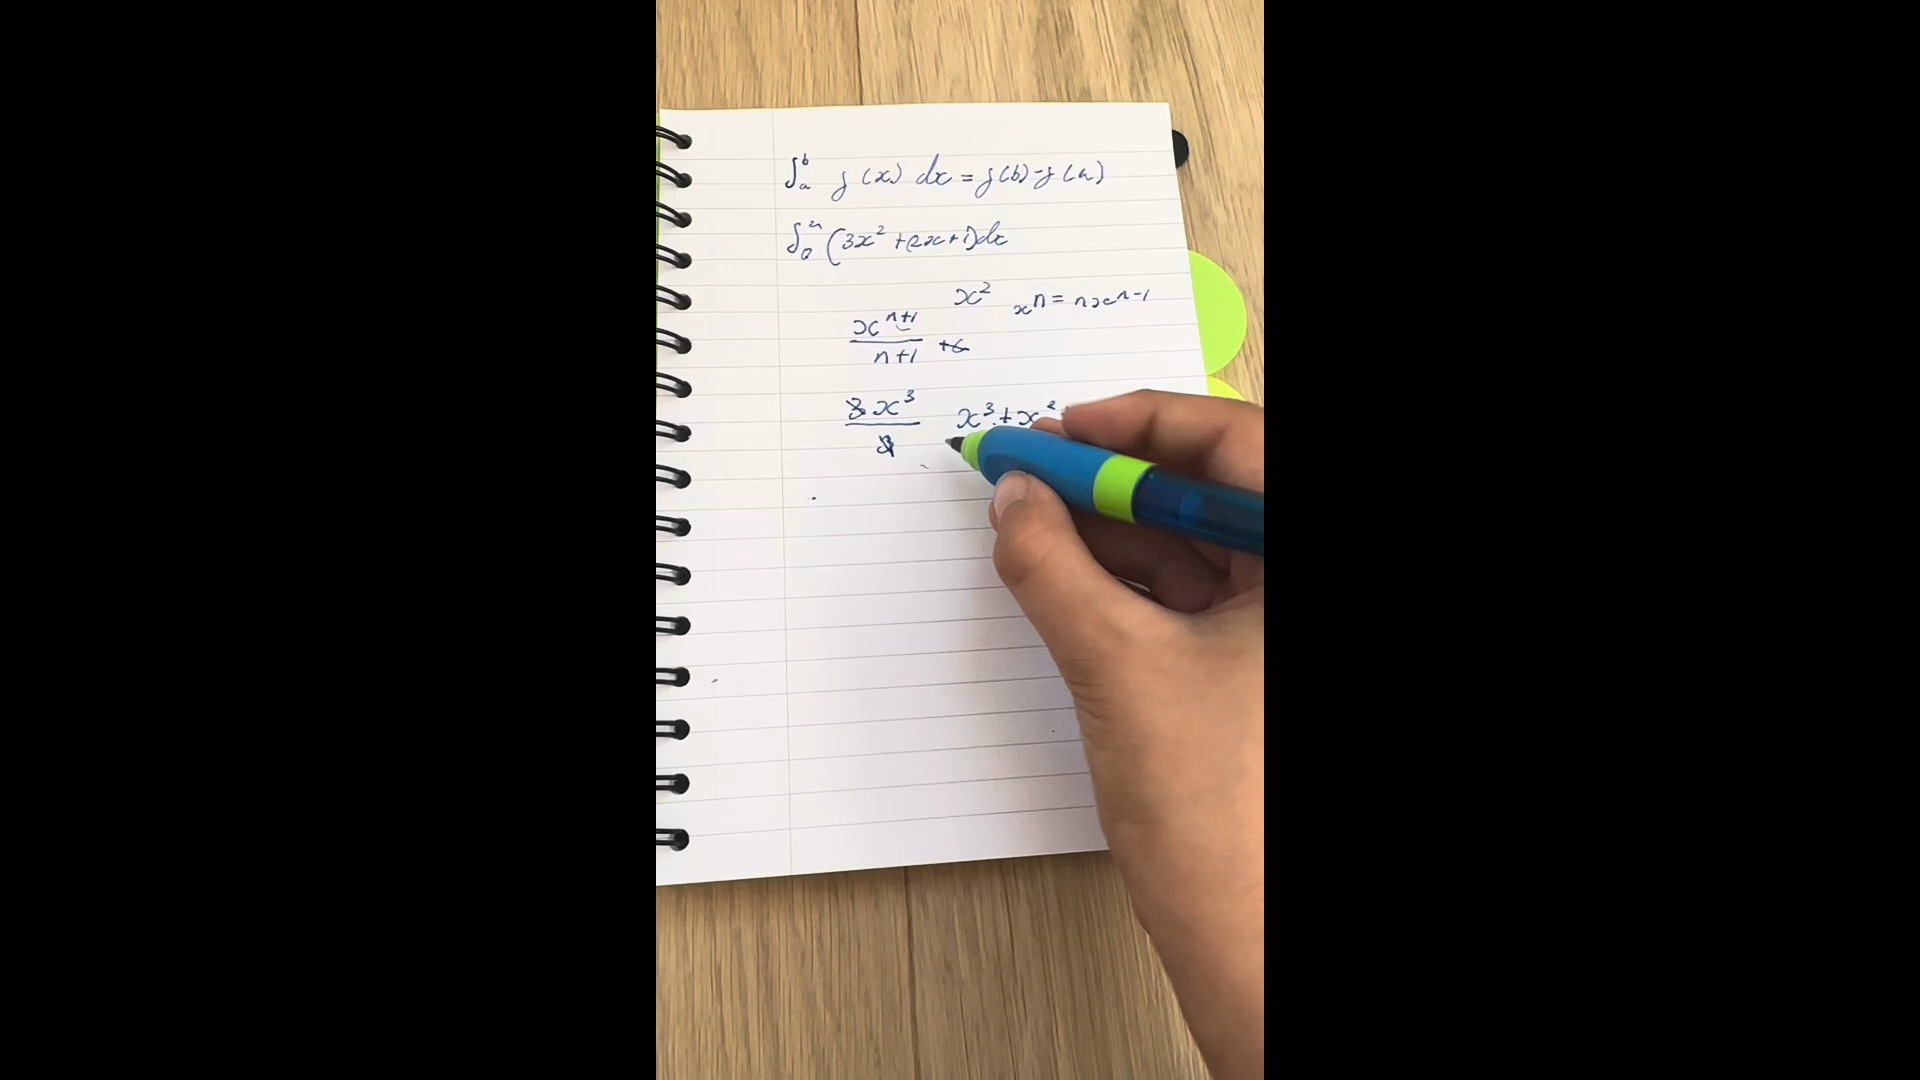 ∫ₐᵇ f(x) dx = f(b) - f(a)
∫₀² (3x² + 2x + 1)dx
x² xⁿ = nxⁿ⁻¹
xⁿ⁺¹
n+1 +c
3x³ x³ + x²
3